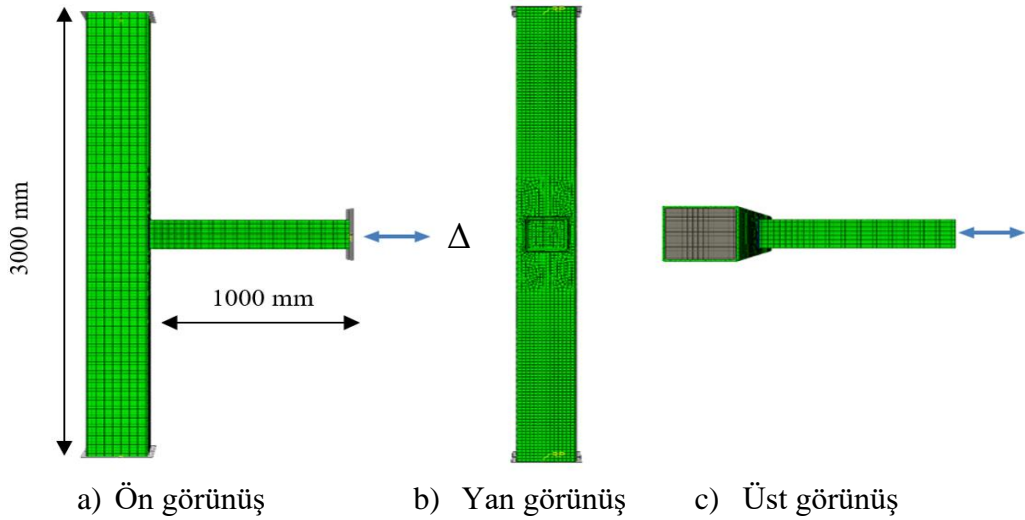 3000 mm
Δ
1000 mm
a) Ön görünüş
b) Yan görünüş
c) Üst görünüş